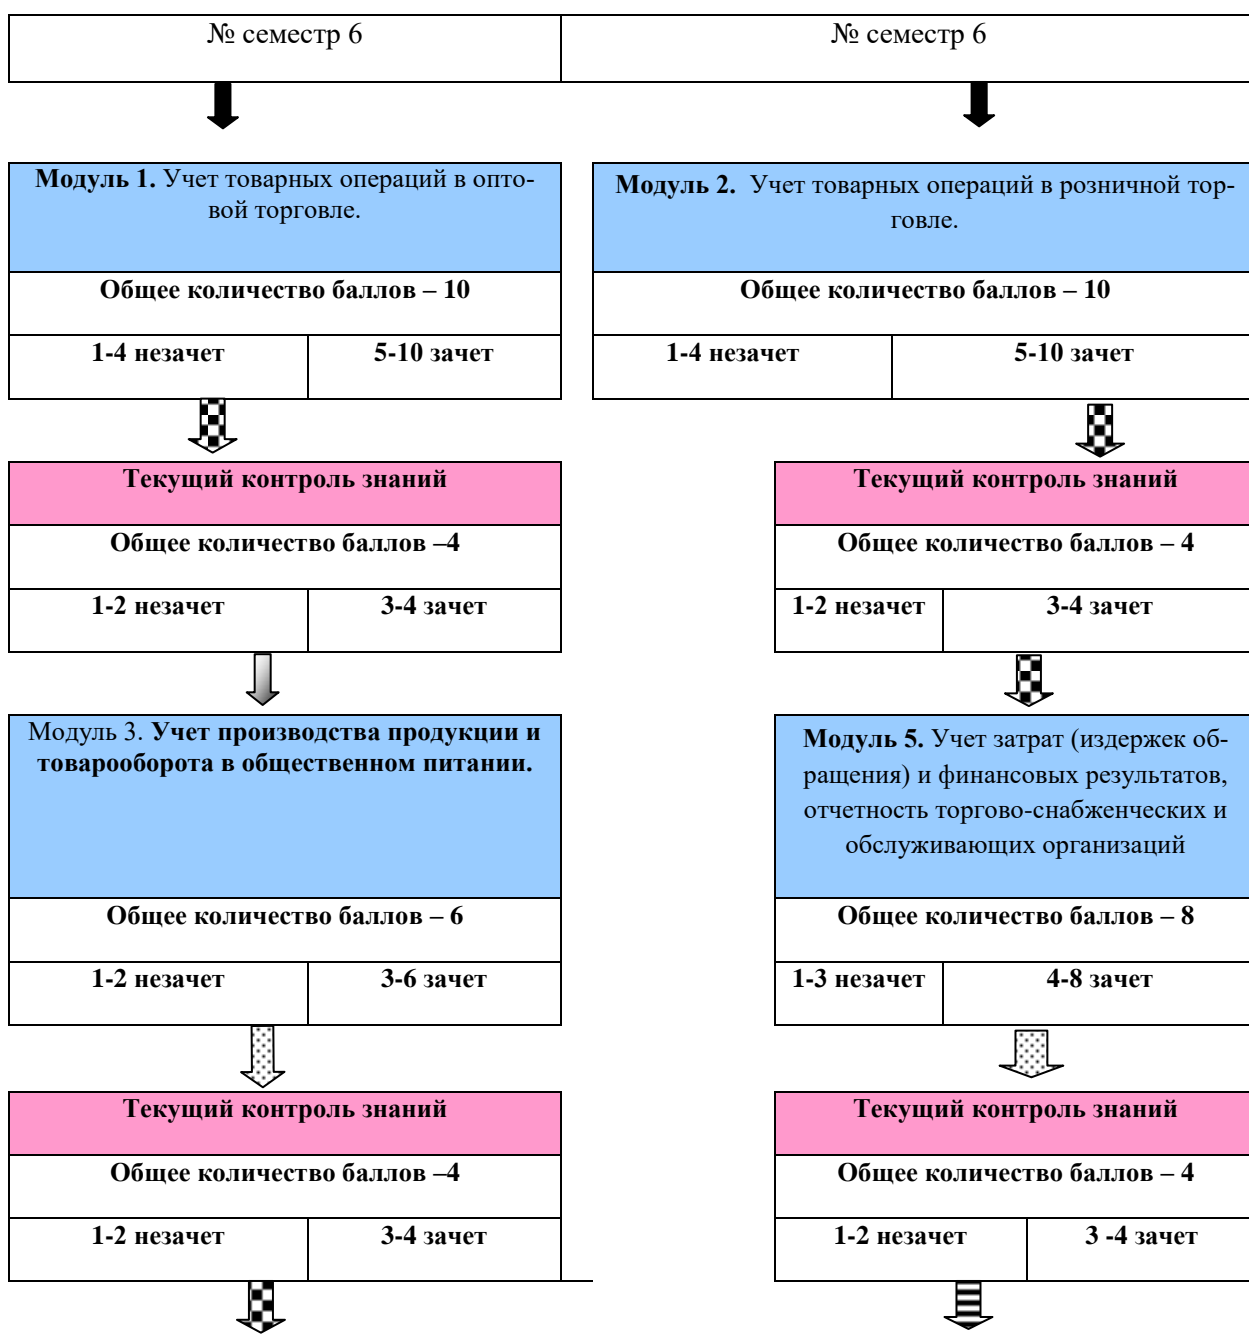 № семестр 6
№ семестр 6
Модуль 1. Учет товарных операций в опто-
вой торговле.
Модуль 2. Учет товарных операций в розничной тор-
говле.
Общее количество баллов – 10
Общее количество баллов – 10
1-4 незачет
5-10 зачет
1-4 незачет
5-10 зачет
Текущий контроль знаний
Текущий контроль знаний
Общее количество баллов –4
Общее количество баллов – 4
1-2 незачет
3-4 зачет
1-2 незачет
3-4 зачет
Модуль 3. Учет производства продукции и
товарооборота в общественном питании.
Модуль 5. Учет затрат (издержек об-
ращения) и финансовых результатов,
отчетность торгово-снабженческих и
обслуживающих организаций
Общее количество баллов – 6
Общее количество баллов – 8
1-2 незачет
3-6 зачет
1-3 незачет
4-8 зачет
Текущий контроль знаний
Текущий контроль знаний
Общее количество баллов –4
Общее количество баллов – 4
1-2 незачет
3-4 зачет
1-2 незачет
3 -4 зачет